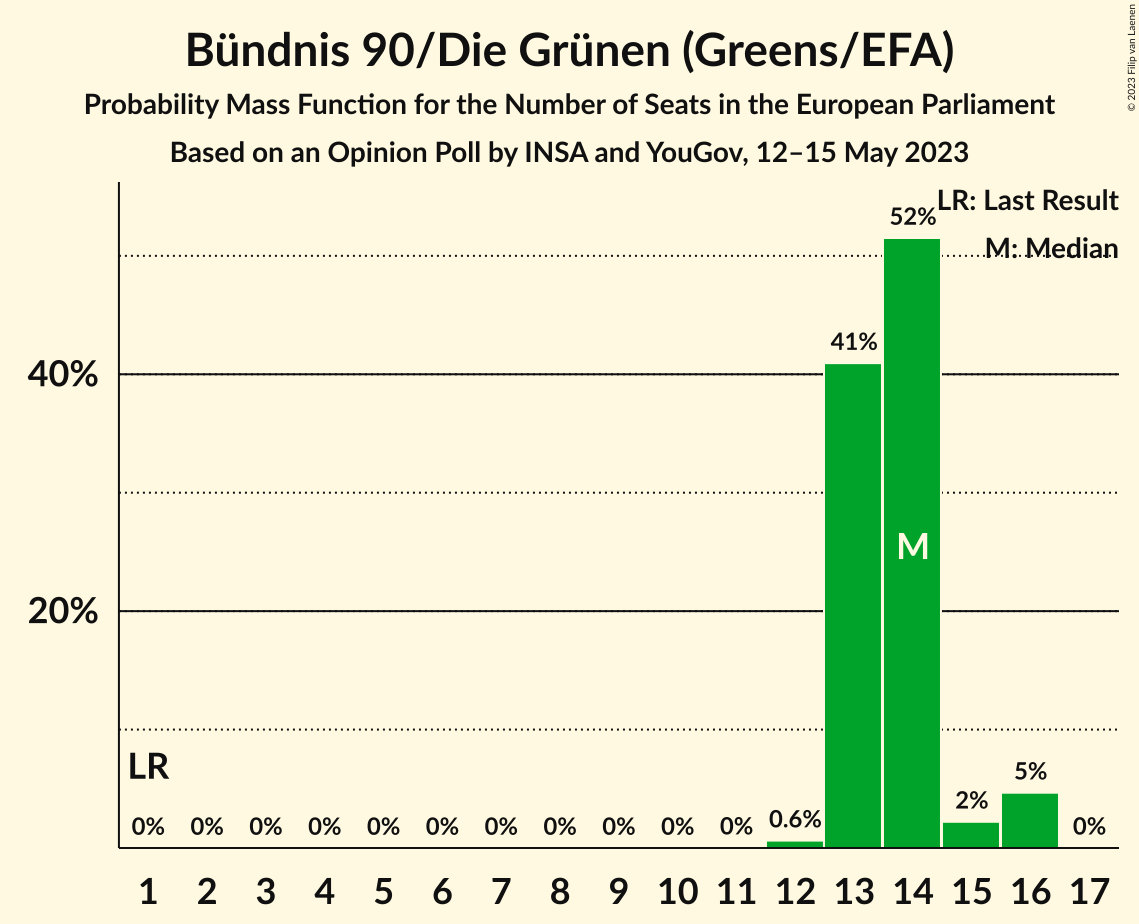 Bündnis 90/Die Grünen (Greens/EFA)
Probability Mass Function for the Number of Seats in the European Parliament
Based on an Opinion Poll by INSA and YouGov, 12–15 May 2023
© 2023 Filip van Laenen
LR: Last Result
M: Median
52%
41%
40%
M
20%
LR
5%
2%
0% 0% 0% 0% 0% 0% 0% 0% 0% 0% 0% 0.6% 0%
1 2 3 4 5 6 7 8 9 10 11 12 13 14 15 16 17